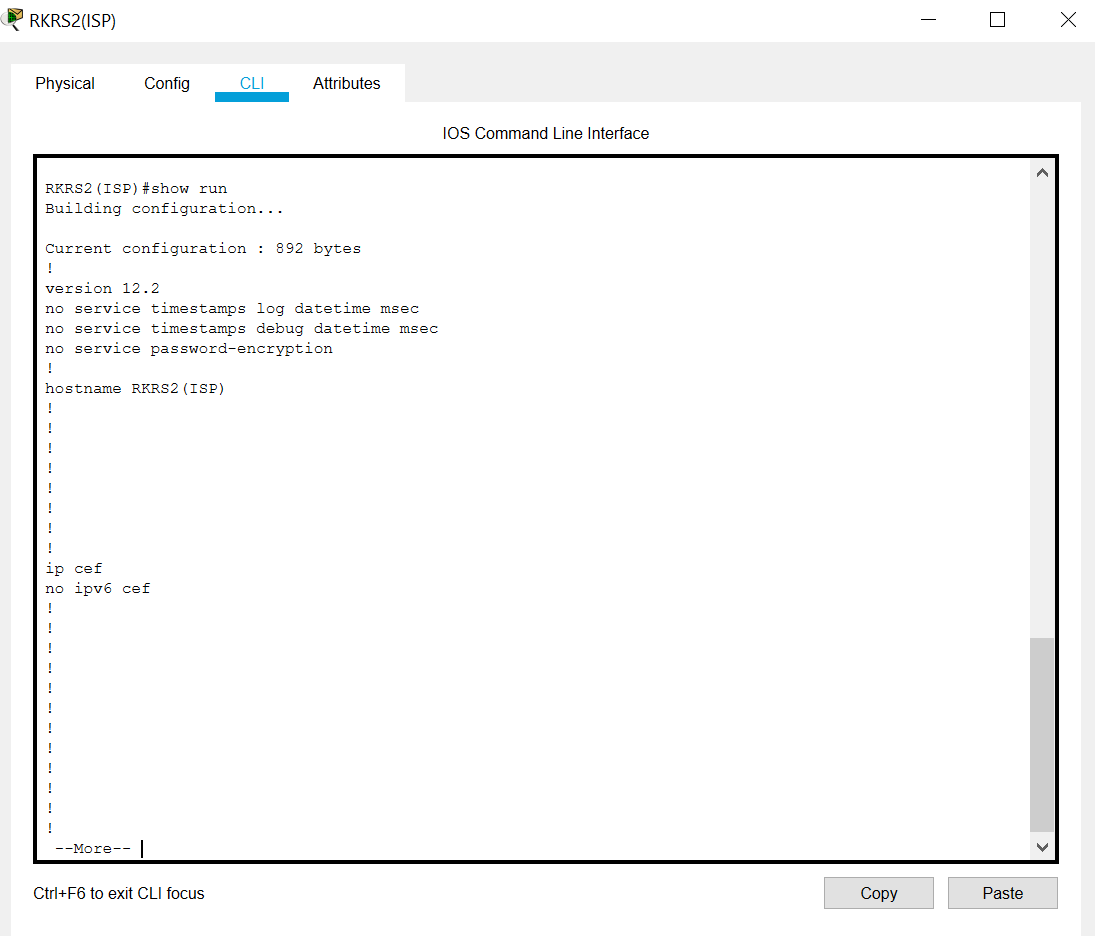 RKRS2(ISP)
Physical Config CLI Attributes
IOS Command Line Interface
RKRS2(ISP)#show run
Building configuration...
Current configuration : 892 bytes
!
version 12.2
no service timestamps log datetime msec
no service timestamps debug datetime msec
no service password-encryption
!
hostname RKRS2(ISP)
!
!
!
!
!
!
!
!
ip cef
no ipv6 cef
!
!
!
!
!
!
!
!
!
!
!
!
--More--
Ctrl+F6 to exit CLI focus
Copy Paste